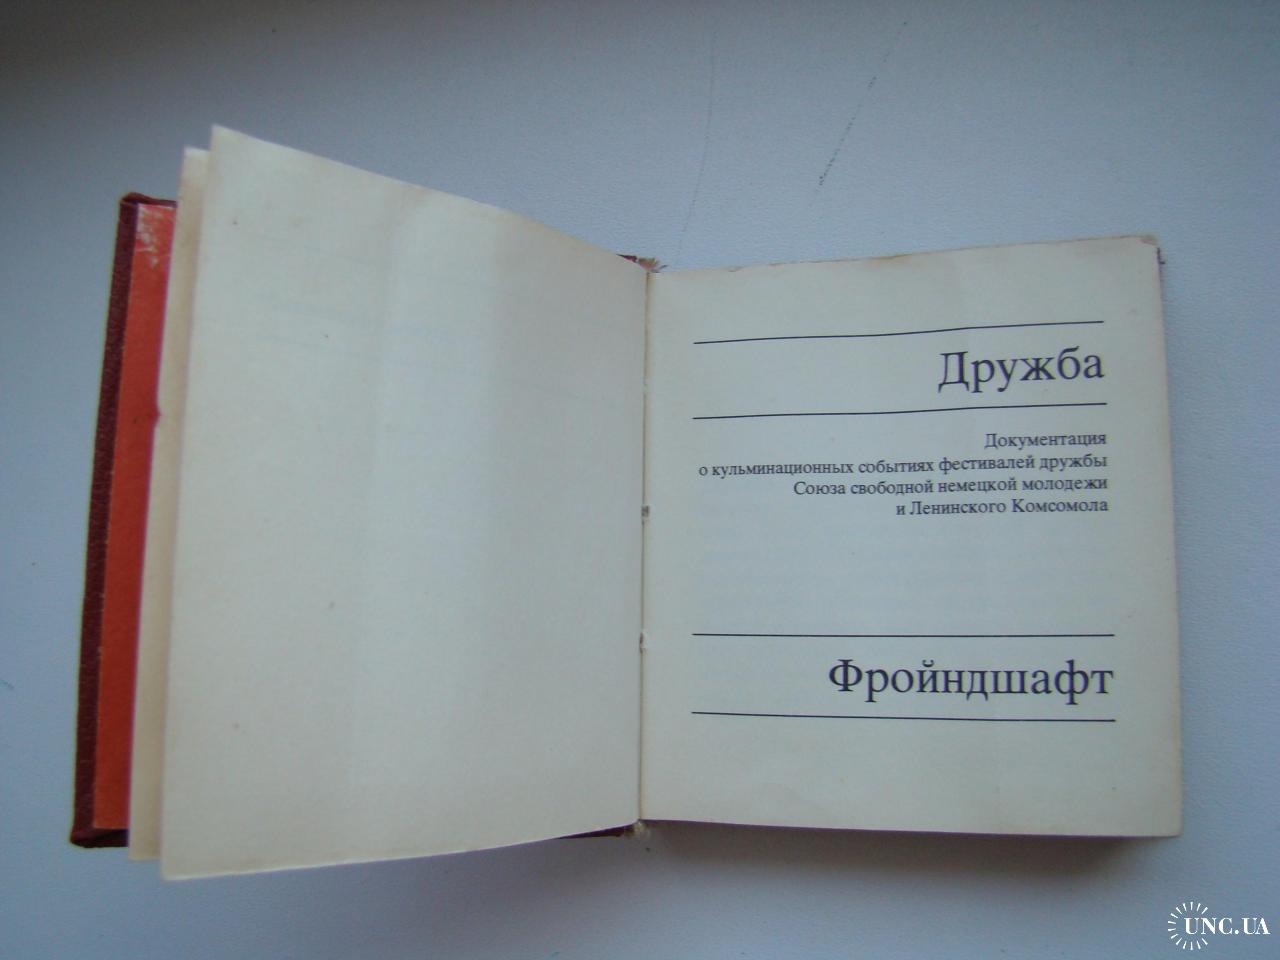 Дружба
Документация
о кульминационных событиях фестивалей дружбы
Союза свободной немецкой молодежи
и Ленинского Комсомола
Фройндшафт
UNC.UA